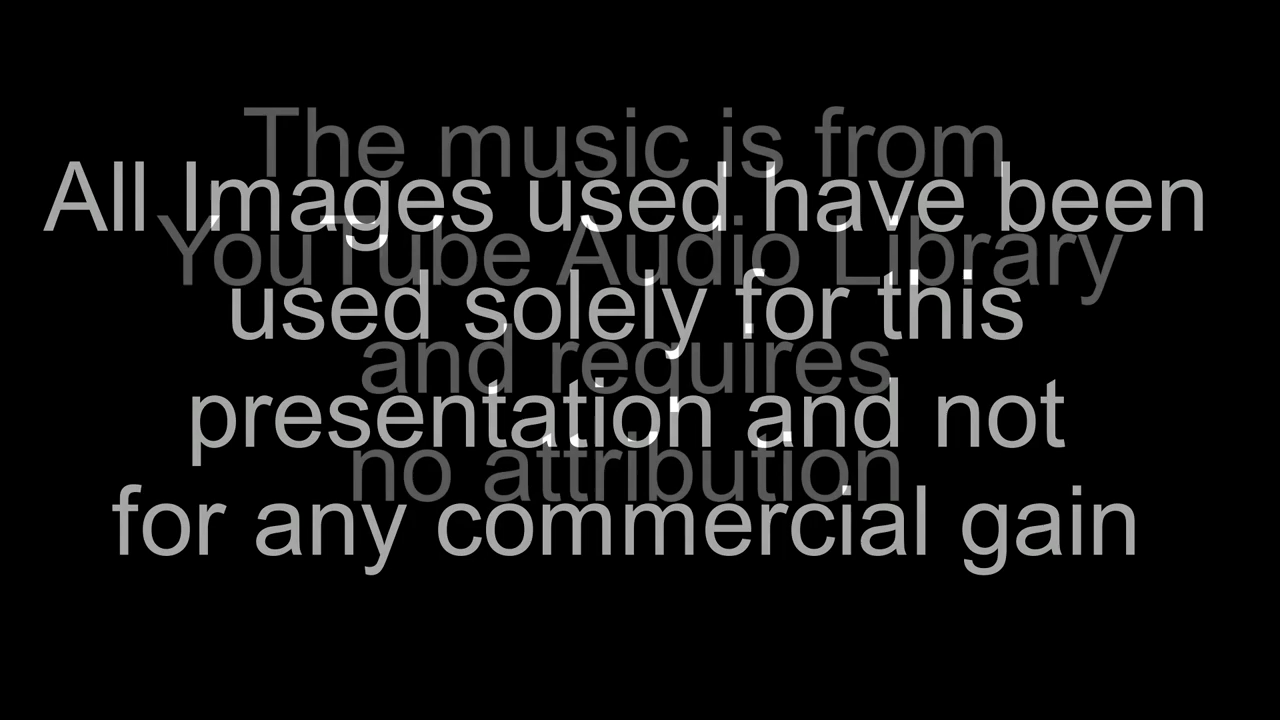 The music is from
YouTube Audio Library
and requires
no attribution
All Images used have been
used solely for this
presentation and not
for any commercial gain